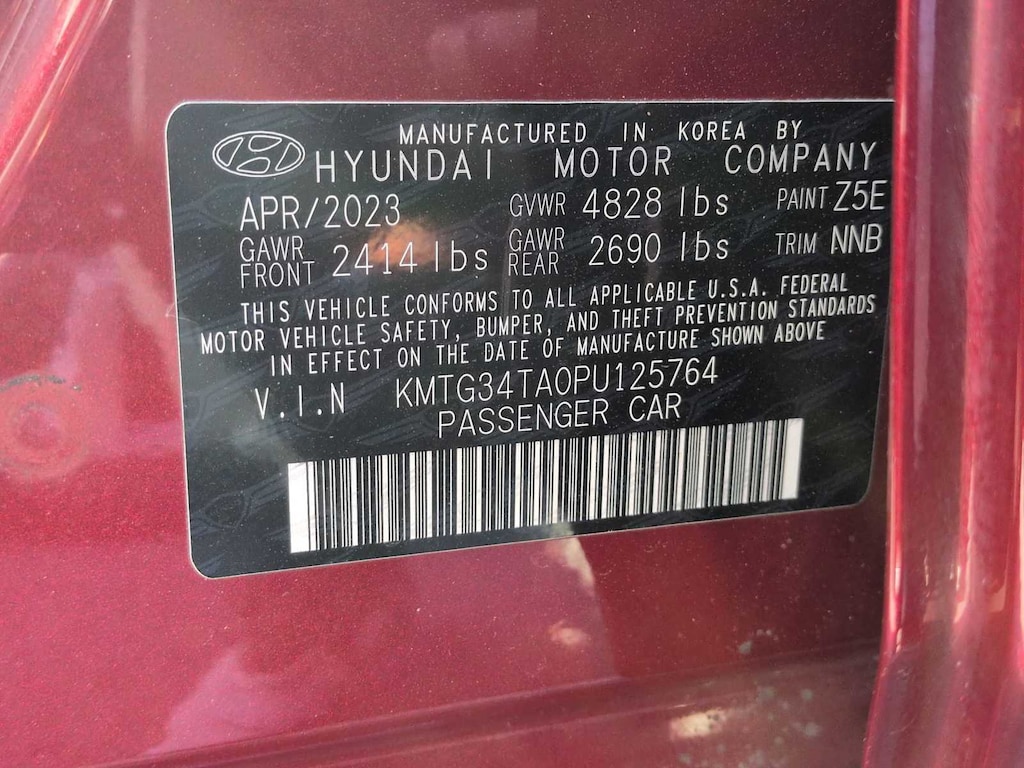 MANUFACTURED IN KOREA BY
HYUNDAI MOTOR COMPANY
APR/2023 GVWR 4828 lbs PAINT Z5E
GAWR FRONT 2414 lbs GAWR REAR 2690 lbs TRIM NNB
THIS VEHICLE CONFORMS TO ALL APPLICABLE U.S.A. FEDERAL
MOTOR VEHICLE SAFETY, BUMPER, AND THEFT PREVENTION STANDARDS
IN EFFECT ON THE DATE OF MANUFACTURE SHOWN ABOVE
V.I.N KMTG34TA0PU125764
PASSENGER CAR